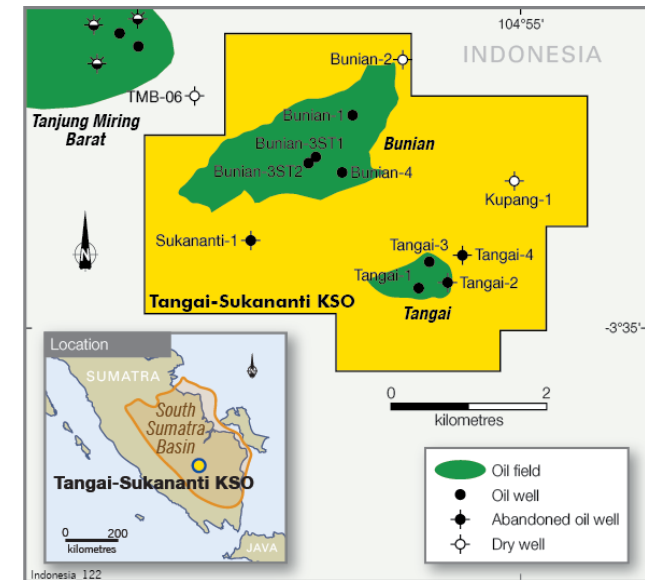 104°55'
INDONESIA
Bunian-2
TMB-06
Tanjung Miring
Barat
Bunian-1
Bunian
Bunian-3ST1
Bunian-3ST2
Bunian-4
Kupang-1
Sukananti-1
Tangai-3
Tangai-4
Tangai-1
Tangai-2
Tangai-Sukananti KSO
Tangai
-3°35'
N
0 2
kilometres
Location
SUMATRA
N
South
Sumatra
Basin
Tangai-Sukananti KSO
0 200
kilometres
JAVA
Oil field
Oil well
Abandoned oil well
Dry well
Indonesia 122